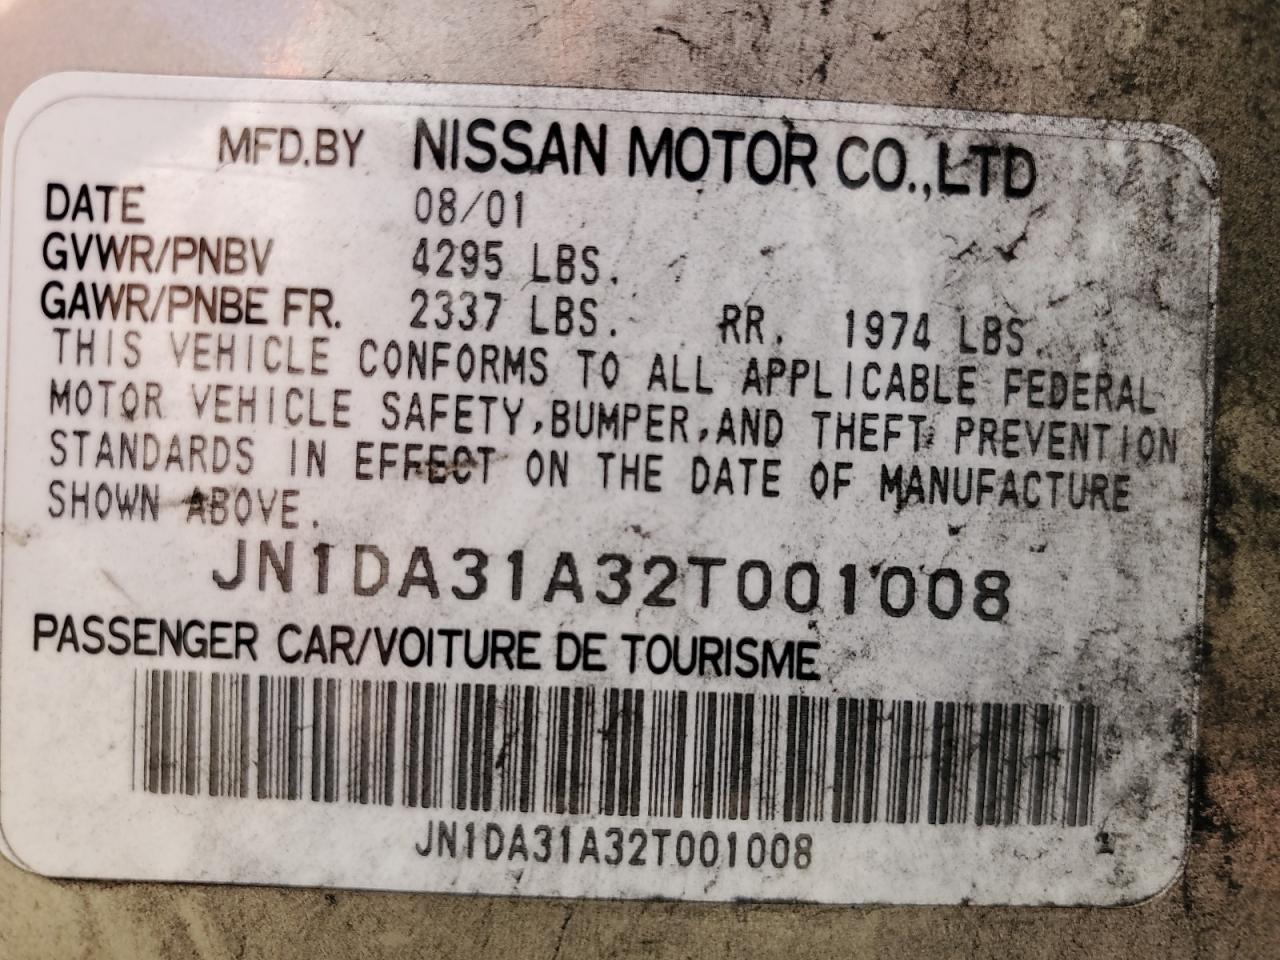 MFD.BY NISSAN MOTOR CO.,LTD
DATE 08/01
GVWR/PNBV 4295 LBS.
GAWR/PNBE FR. 2337 LBS. RR. 1974 LBS.
THIS VEHICLE CONFORMS TO ALL APPLICABLE FEDERAL
MOTOR VEHICLE SAFETY,BUMPER,AND THEFT PREVENTION
STANDARDS IN EFFECT ON THE DATE OF MANUFACTURE
SHOWN ABOVE.
JN1DA31A32T001008
PASSENGER CAR/VOITURE DE TOURISME
JN1DA31A32T001008
1